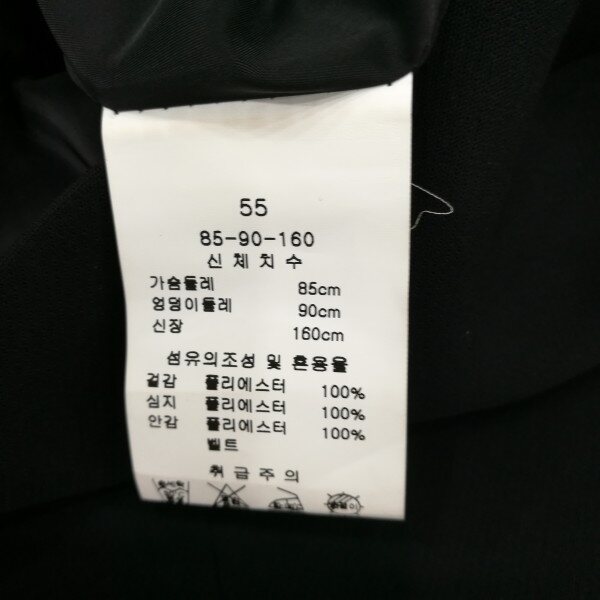 55
85-90-160
신체치수
가슴둘레 85cm
엉덩이둘레 90cm
신장 160cm
섬유의조성 및 혼용율
겉감 폴리에스터 100%
심지 폴리에스터 100%
안감 폴리에스터 100%
벨트
취급주의